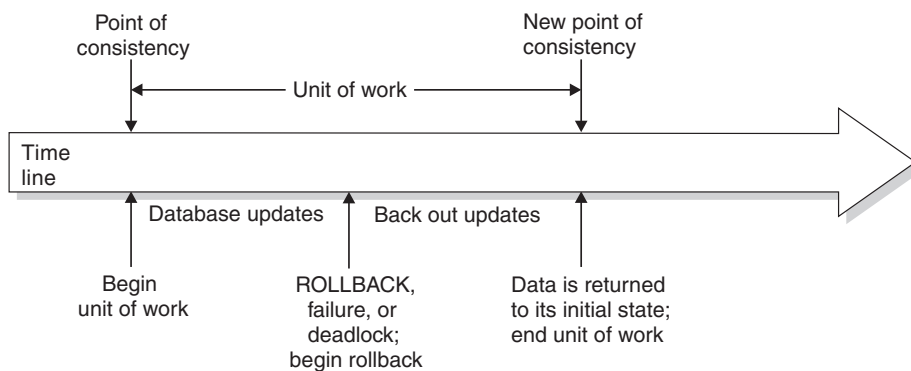 Point of
consistency
New point of
consistency
Unit of work
Time
line
Database updates
Back out updates
Begin
unit of work
ROLLBACK,
failure, or
deadlock;
begin rollback
Data is returned
to its initial state;
end unit of work